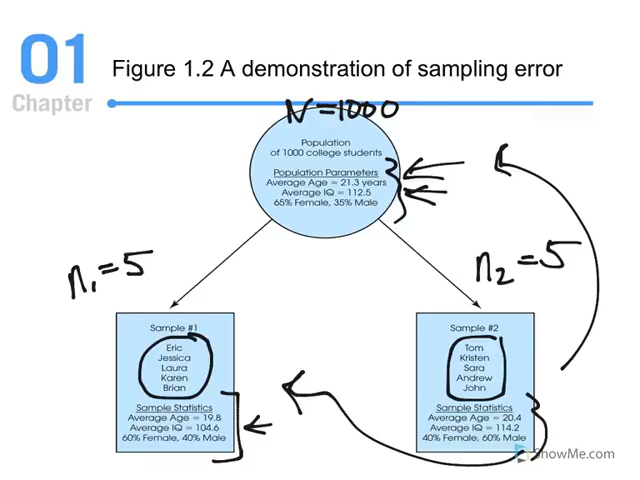 01
Chapter
Figure 1.2 A demonstration of sampling error
N = 1000
Population
of 1000 college students
Population Parameters
Average Age = 21.3 years
Average IQ = 112.5
65% Female, 35% Male
n₁ = 5
n₂ = 5
Sample #1
Eric
Jessica
Laura
Karen
Brian
Sample Statistics
Average Age = 19.8
Average IQ = 104.6
60% Female, 40% Male
Sample #2
Tom
Kristen
Sara
Andrew
John
Sample Statistics
Average Age = 20.4
Average IQ = 114.2
40% Female, 60% Male
ShowMe.com